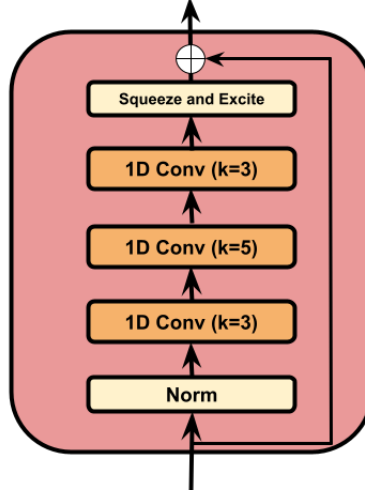 Squeeze and Excite
1D Conv (k=3)
1D Conv (k=5)
1D Conv (k=3)
Norm